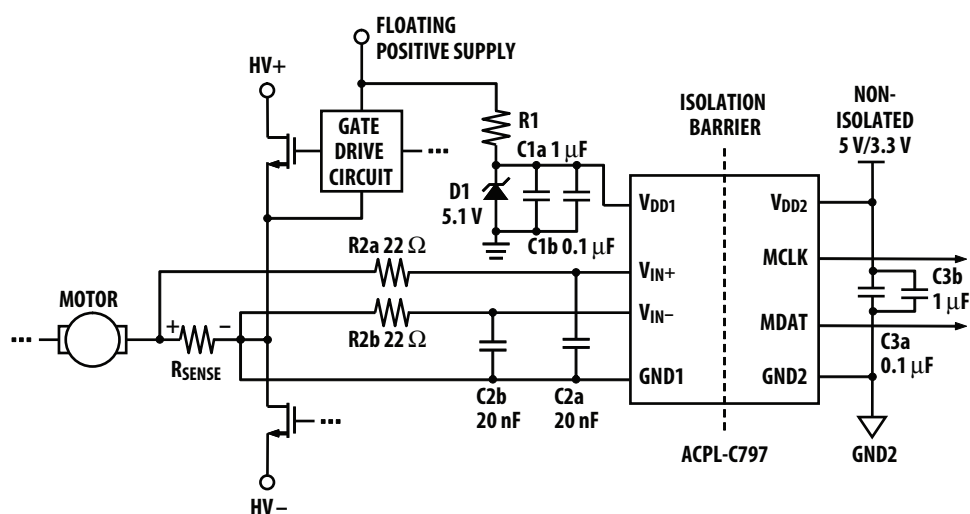 FLOATING
POSITIVE SUPPLY
HV+
GATE
DRIVE
CIRCUIT
R1
C1a 1 μF
D1
5.1 V
C1b 0.1 μF
ISOLATION
BARRIER
NON-
ISOLATED
5 V/3.3 V
VDD1
VDD2
R2a 22 Ω
VIN+
MCLK
C3b
1 μF
MOTOR
+
−
RSENSE
R2b 22 Ω
VIN−
MDAT
C3a
0.1 μF
C2b
20 nF
C2a
20 nF
GND1
GND2
ACPL-C797
GND2
HV−